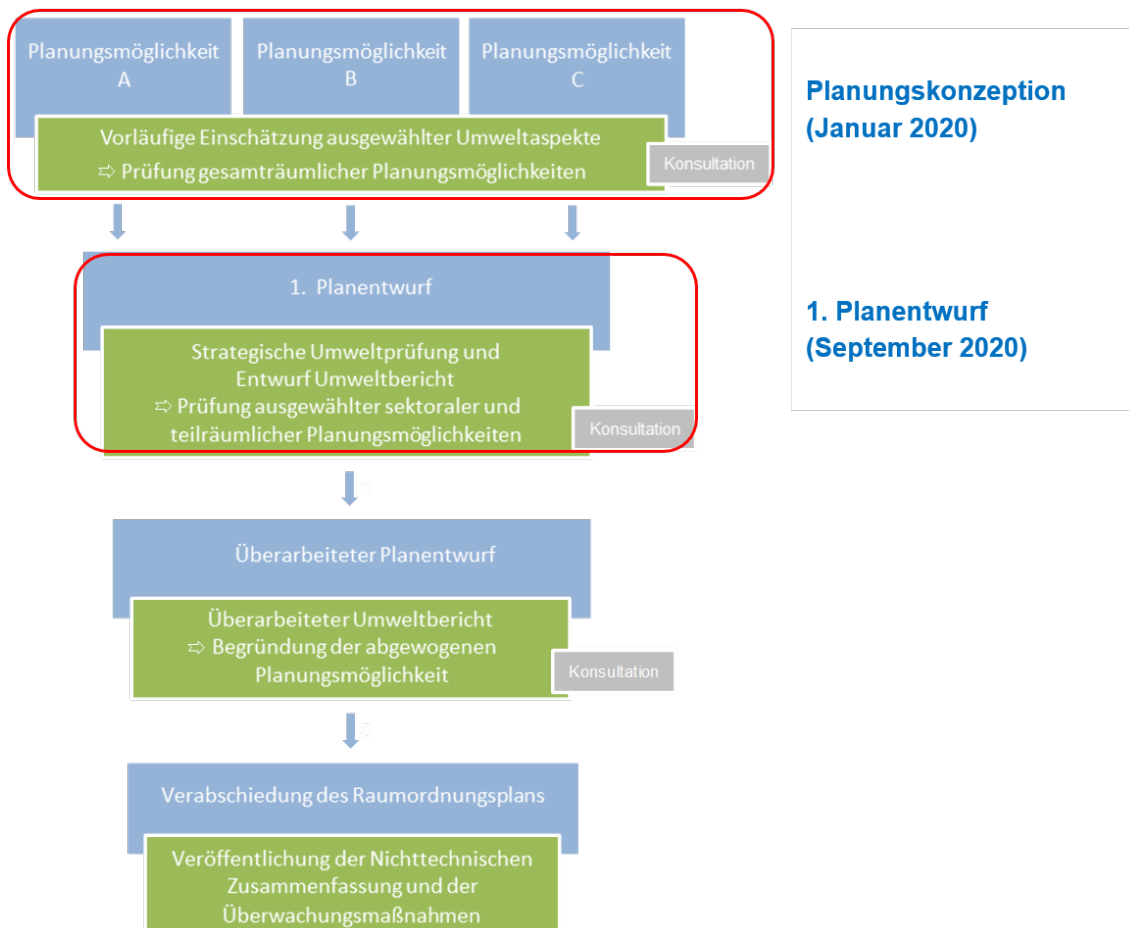 Planungsmöglichkeit
A
Planungsmöglichkeit
B
Planungsmöglichkeit
C
Vorläufige Einschätzung ausgewählter Umweltaspekte
⇨ Prüfung gesamträumlicher Planungsmöglichkeiten
Konsultation
Planungskonzeption
(Januar 2020)
1. Planentwurf
Strategische Umweltprüfung und
Entwurf Umweltbericht
⇨ Prüfung ausgewählter sektoraler und
teilräumlicher Planungsmöglichkeiten
Konsultation
1. Planentwurf
(September 2020)
Überarbeiteter Planentwurf
Überarbeiteter Umweltbericht
⇨ Begründung der abgewogenen
Planungsmöglichkeit
Konsultation
Verabschiedung des Raumordnungsplans
Veröffentlichung der Nichttechnischen
Zusammenfassung und der
Überwachungsmaßnahmen